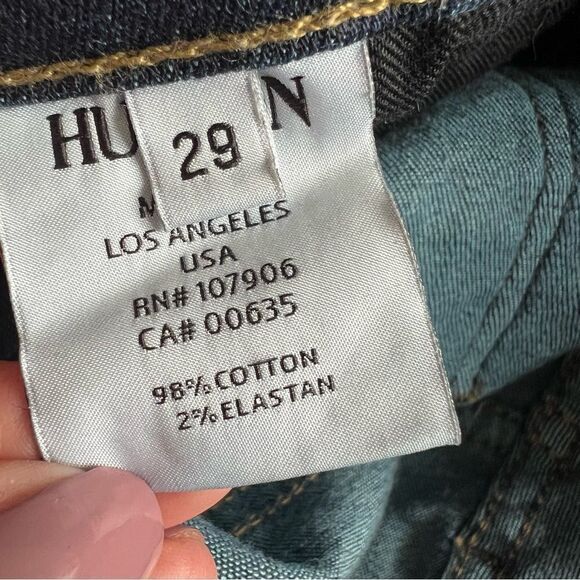 HU N
29
M
LOS ANGELES
USA
RN# 107906
CA# 00635
98% COTTON
2% ELASTAN